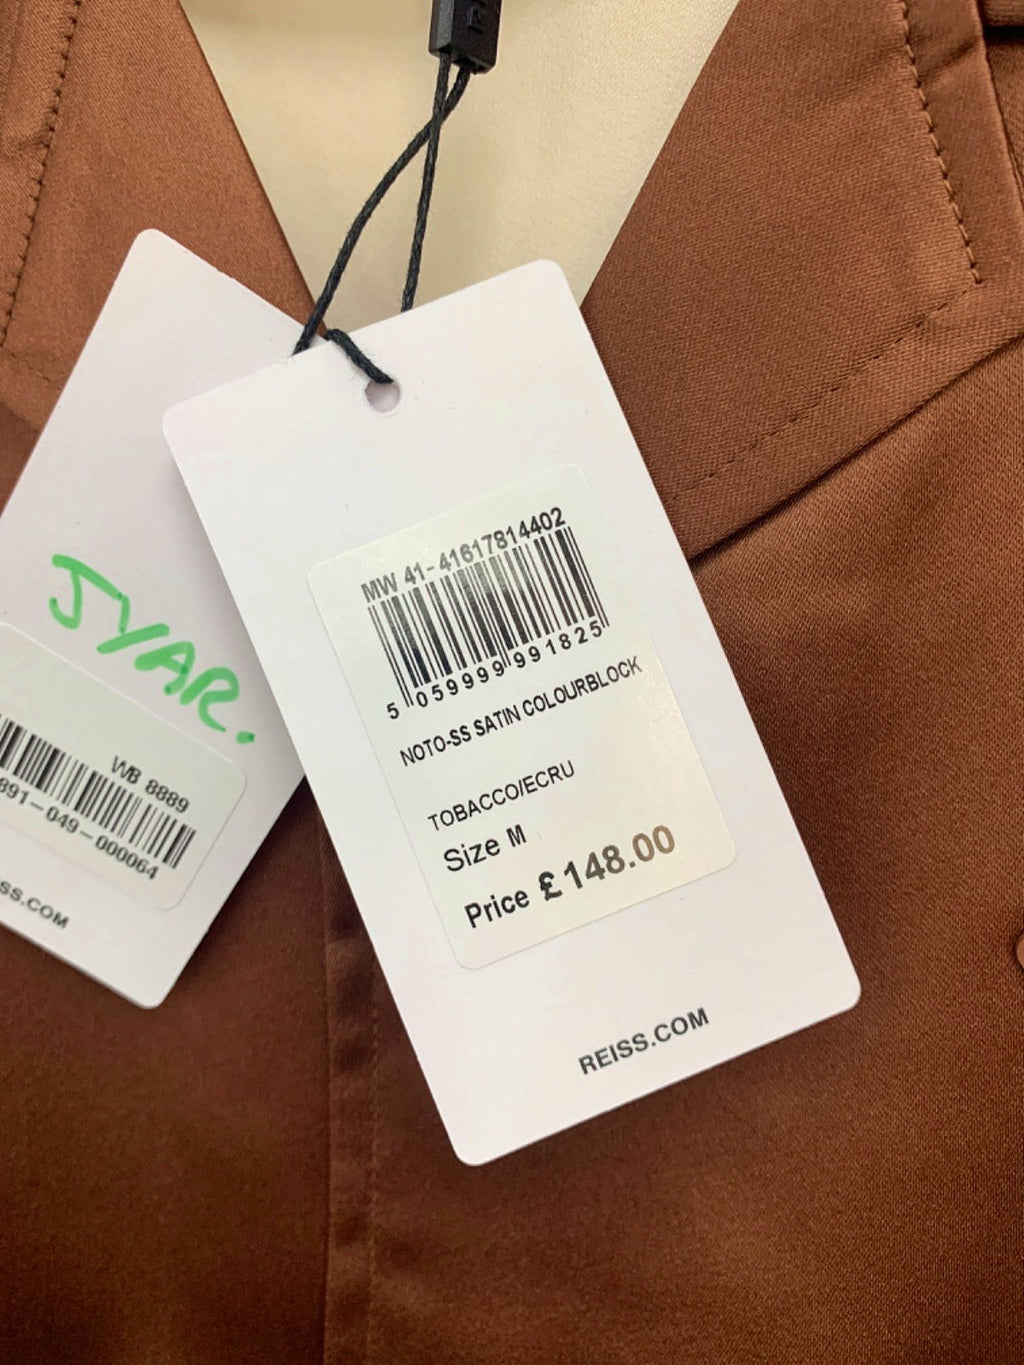 MW 41-41617814402
5 059999 991825
NOTO-SS SATIN COLOURBLOCK
TOBACCO/ECRU
Size M
Price £148.00
REISS.COM
JYAR.
WB 8889
891-049-000064
SS.COM